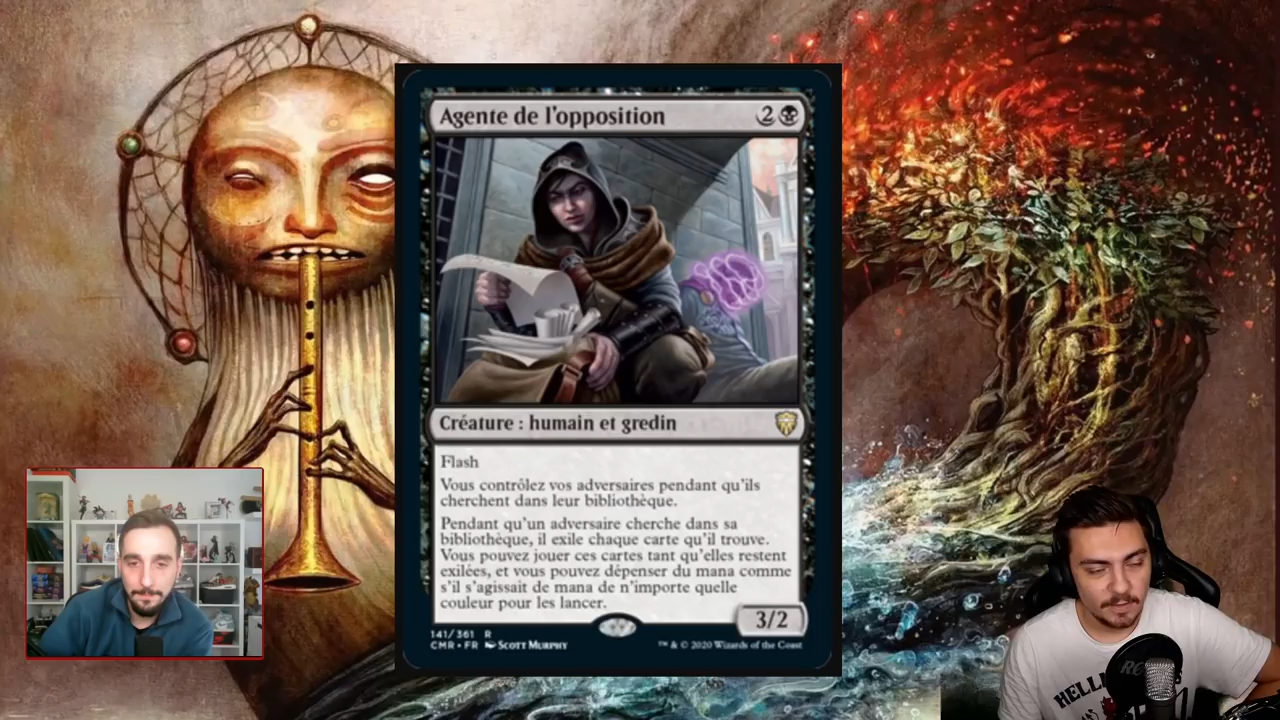 Agente de l'opposition 2
Créature : humain et gredin
Flash
Vous contrôlez vos adversaires pendant qu'ils
cherchent dans leur bibliothèque.
Pendant qu'un adversaire cherche dans sa
bibliothèque, il exile chaque carte qu'il trouve.
Vous pouvez jouer ces cartes tant qu'elles restent
exilées, et vous pouvez dépenser du mana comme
s'il s'agissait de mana de n'importe quelle
couleur pour les lancer.
3/2
141/361 R
CMR • FR Scott Murphy
™ & © 2020 Wizards of the Coast
HELL